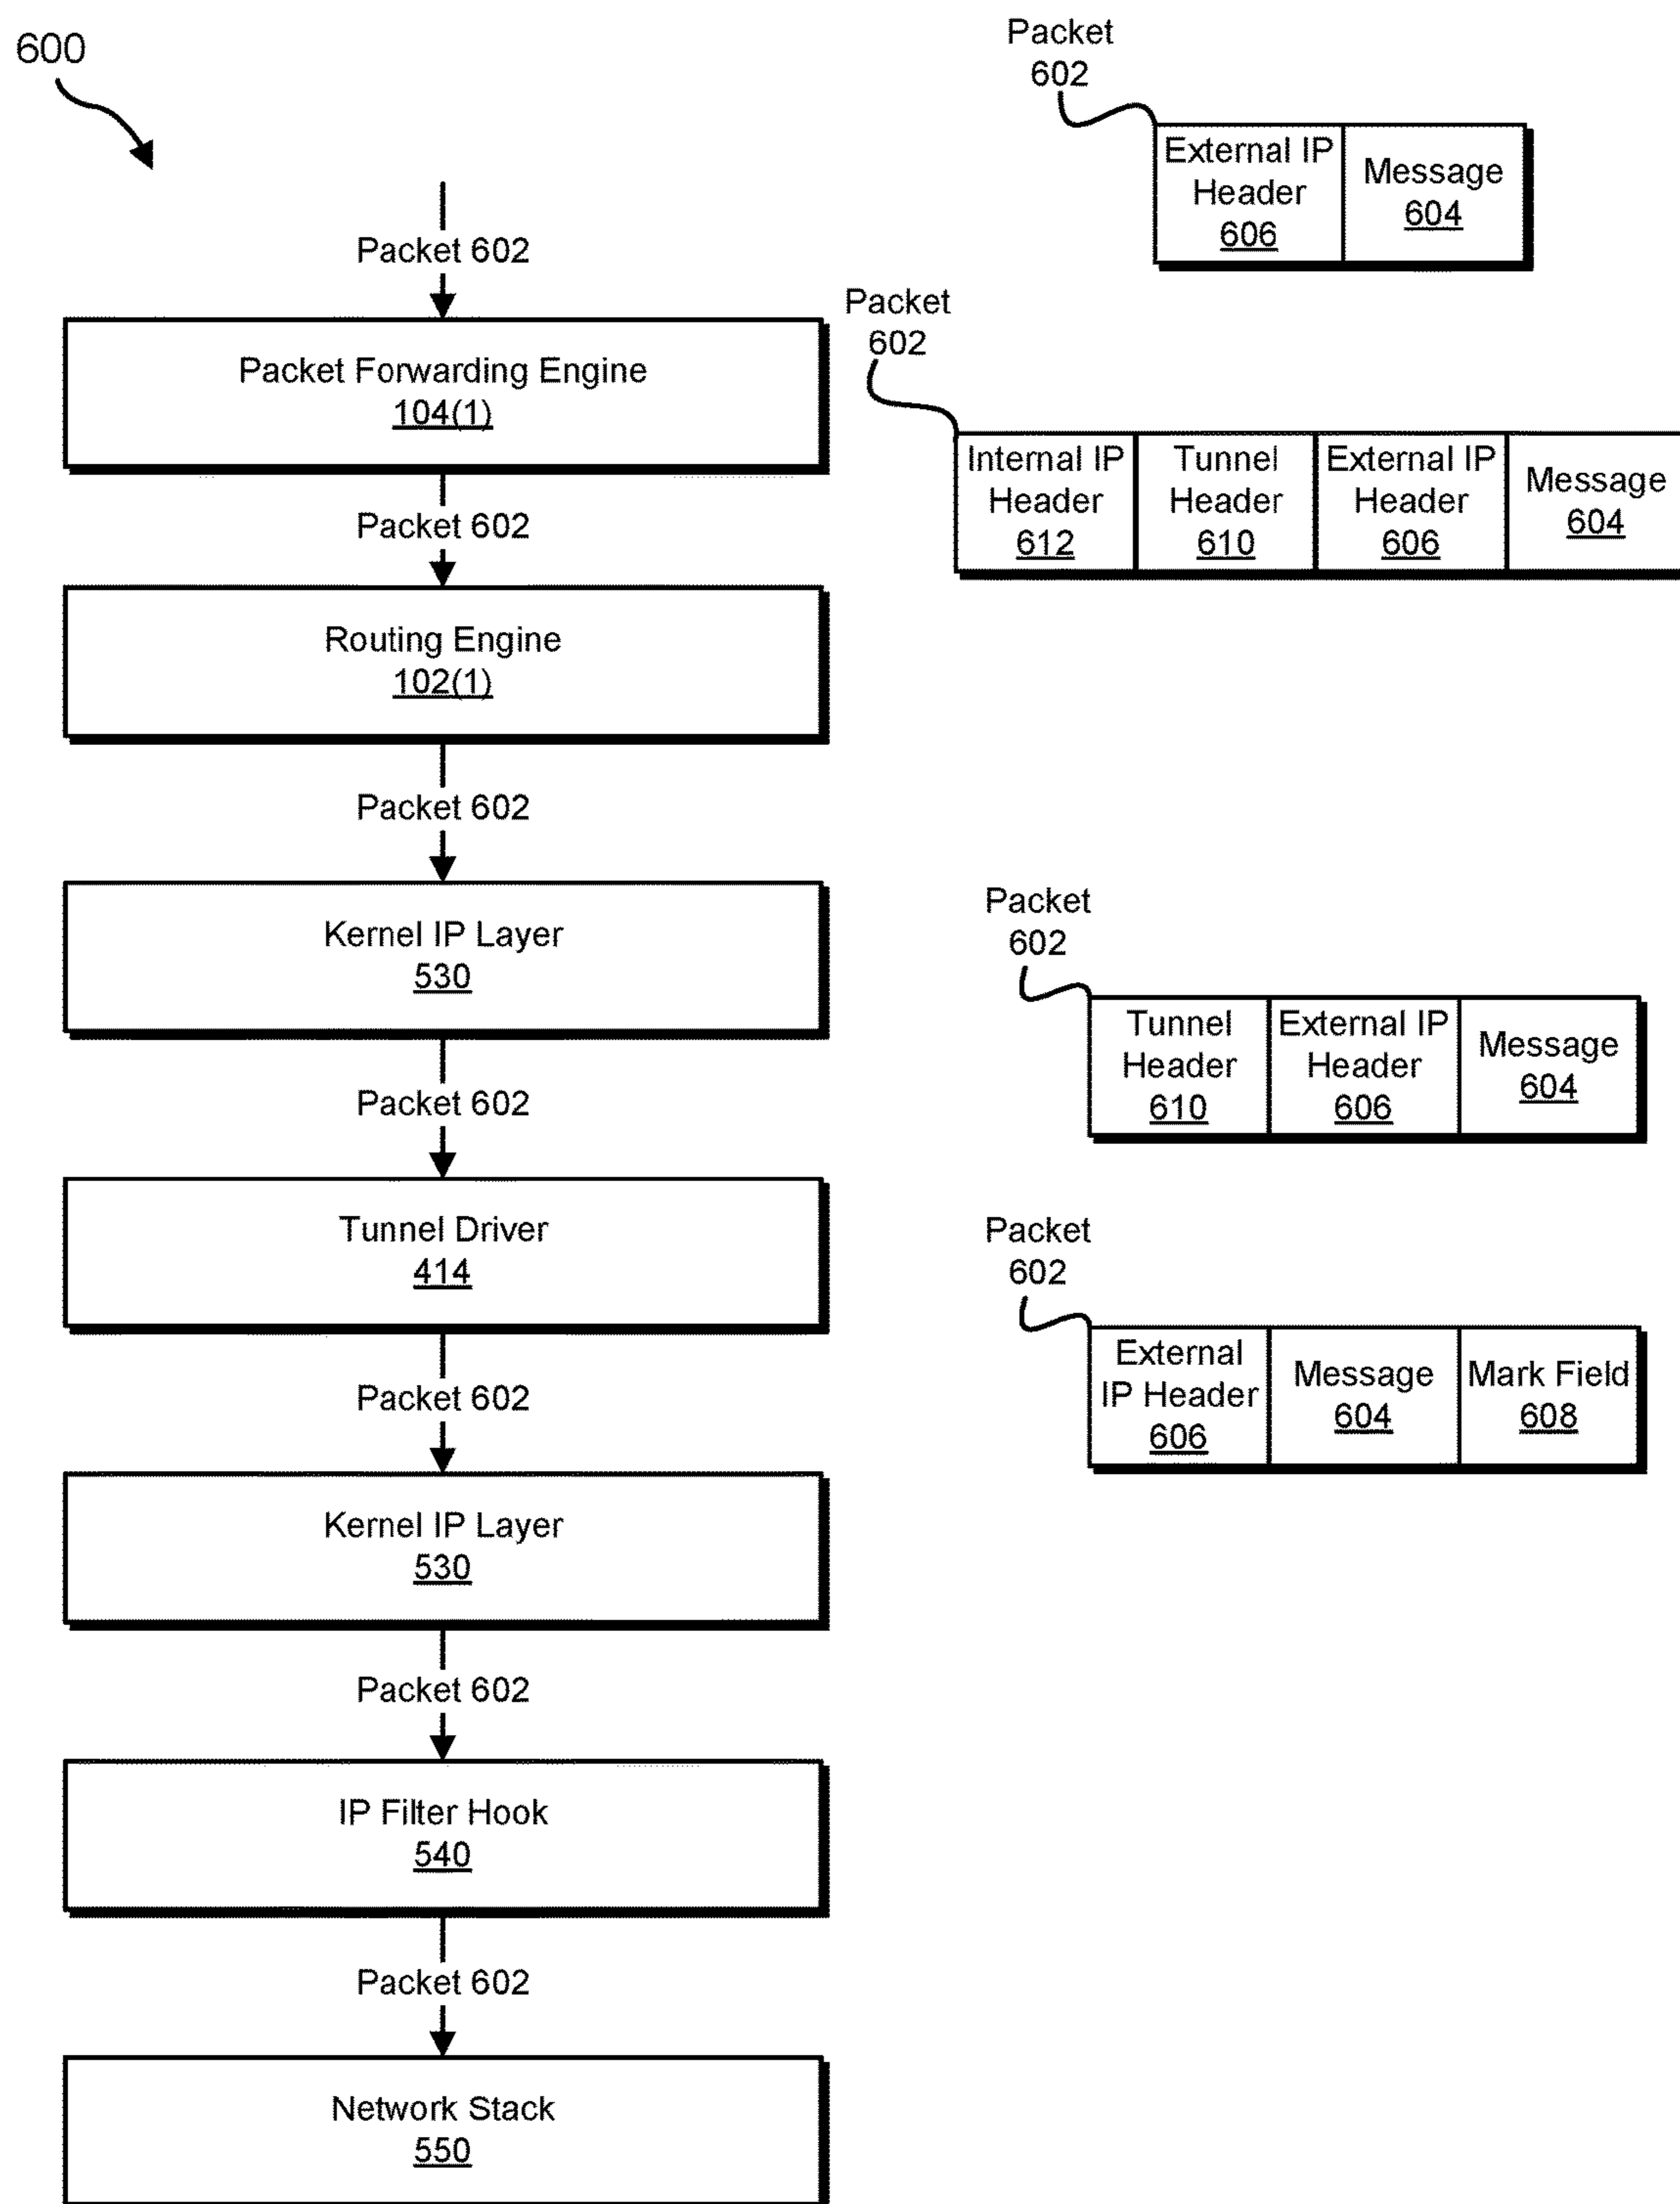 600
Packet
602
External IP
Header
606
Message
604
Packet 602
Packet
602
Packet Forwarding Engine
104(1)
Internal IP
Header
612
Tunnel
Header
610
External IP
Header
606
Message
604
Packet 602
Routing Engine
102(1)
Packet 602
Kernel IP Layer
530
Packet
602
Tunnel
Header
610
External IP
Header
606
Message
604
Packet 602
Tunnel Driver
414
Packet
602
External
IP Header
606
Message
604
Mark Field
608
Packet 602
Kernel IP Layer
530
Packet 602
IP Filter Hook
540
Packet 602
Network Stack
550